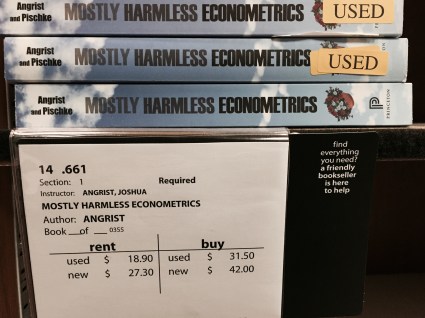 Angrist
and Pischke
MOSTLY HARMLESS ECONOMETRICS
USED
Angrist
and Pischke
MOSTLY HARMLESS ECONOMETRICS
USED
Angrist
and Pischke
MOSTLY HARMLESS ECONOMETRICS
PRINCETON
14 .661
Section: 1 Required
Instructor: ANGRIST, JOSHUA
MOSTLY HARMLESS ECONOMETRICS
Author: ANGRIST
Book __of __ 0355
rent buy
used $ 18.90 used $ 31.50
new $ 27.30 new $ 42.00
find
everything
you need?
a friendly
bookseller
is here
to help